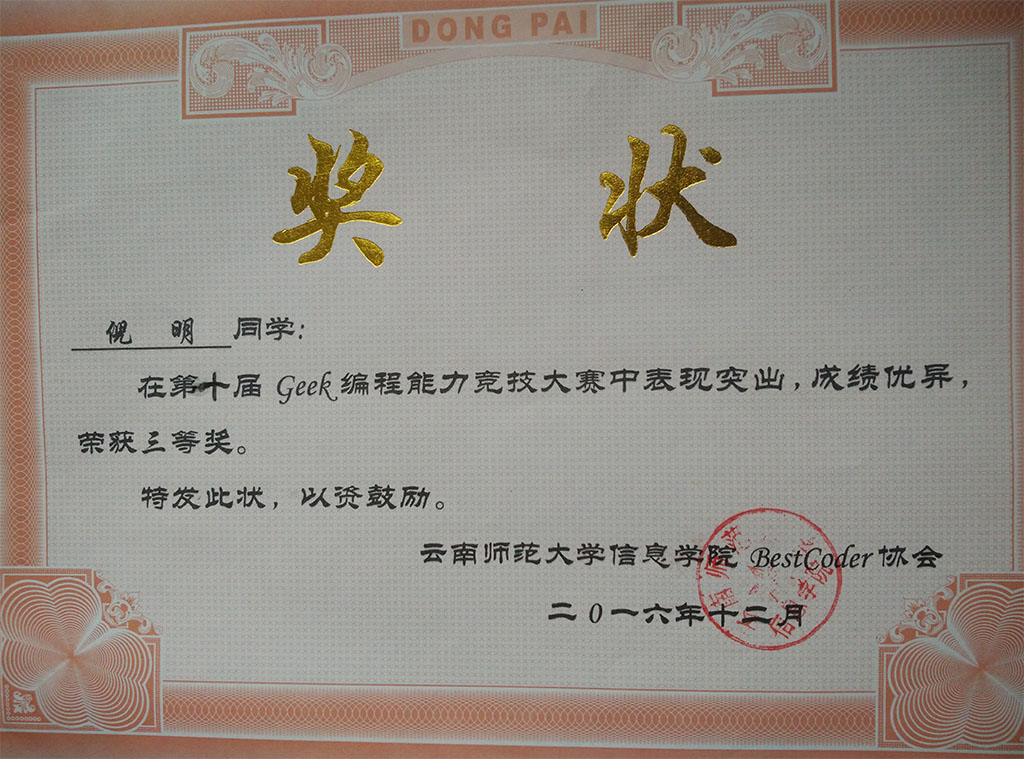 DONG PAI
奖 状
倪 明 同学:
在第十届 Geek 编程能力竞技大赛中表现突出,成绩优异,
荣获三等奖。
特发此状,以资鼓励。
云南师范大学信息学院 BestCoder 协会
二0一六年十二月